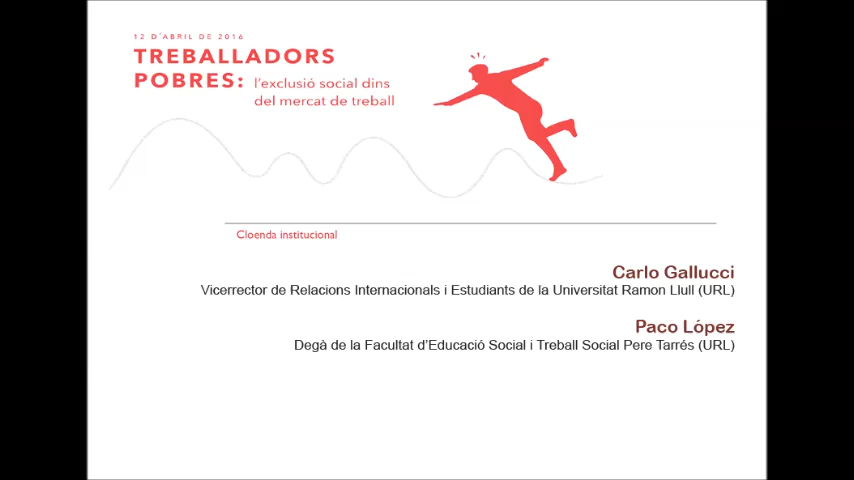 12 D'ABRIL DE 2016
TREBALLADORS
POBRES: l'exclusió social dins
del mercat de treball
Cloenda institucional
Carlo Gallucci
Vicerrector de Relacions Internacionals i Estudiants de la Universitat Ramon Llull (URL)
Paco López
Degà de la Facultat d'Educació Social i Treball Social Pere Tarrés (URL)